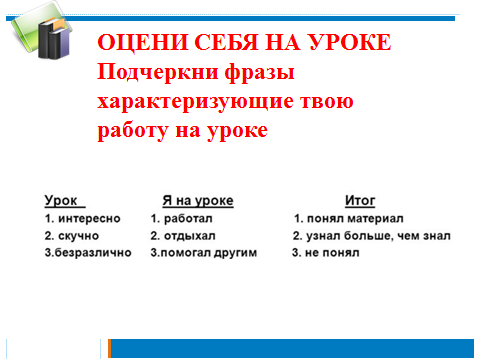 ОЦЕНИ СЕБЯ НА УРОКЕ
Подчеркни фразы
характеризующие твою
работу на уроке
Урок Я на уроке Итог
1. интересно 1. работал 1. понял материал
2. скучно 2. отдыхал 2. узнал больше, чем знал
3.безразлично 3.помогал другим 3. не понял